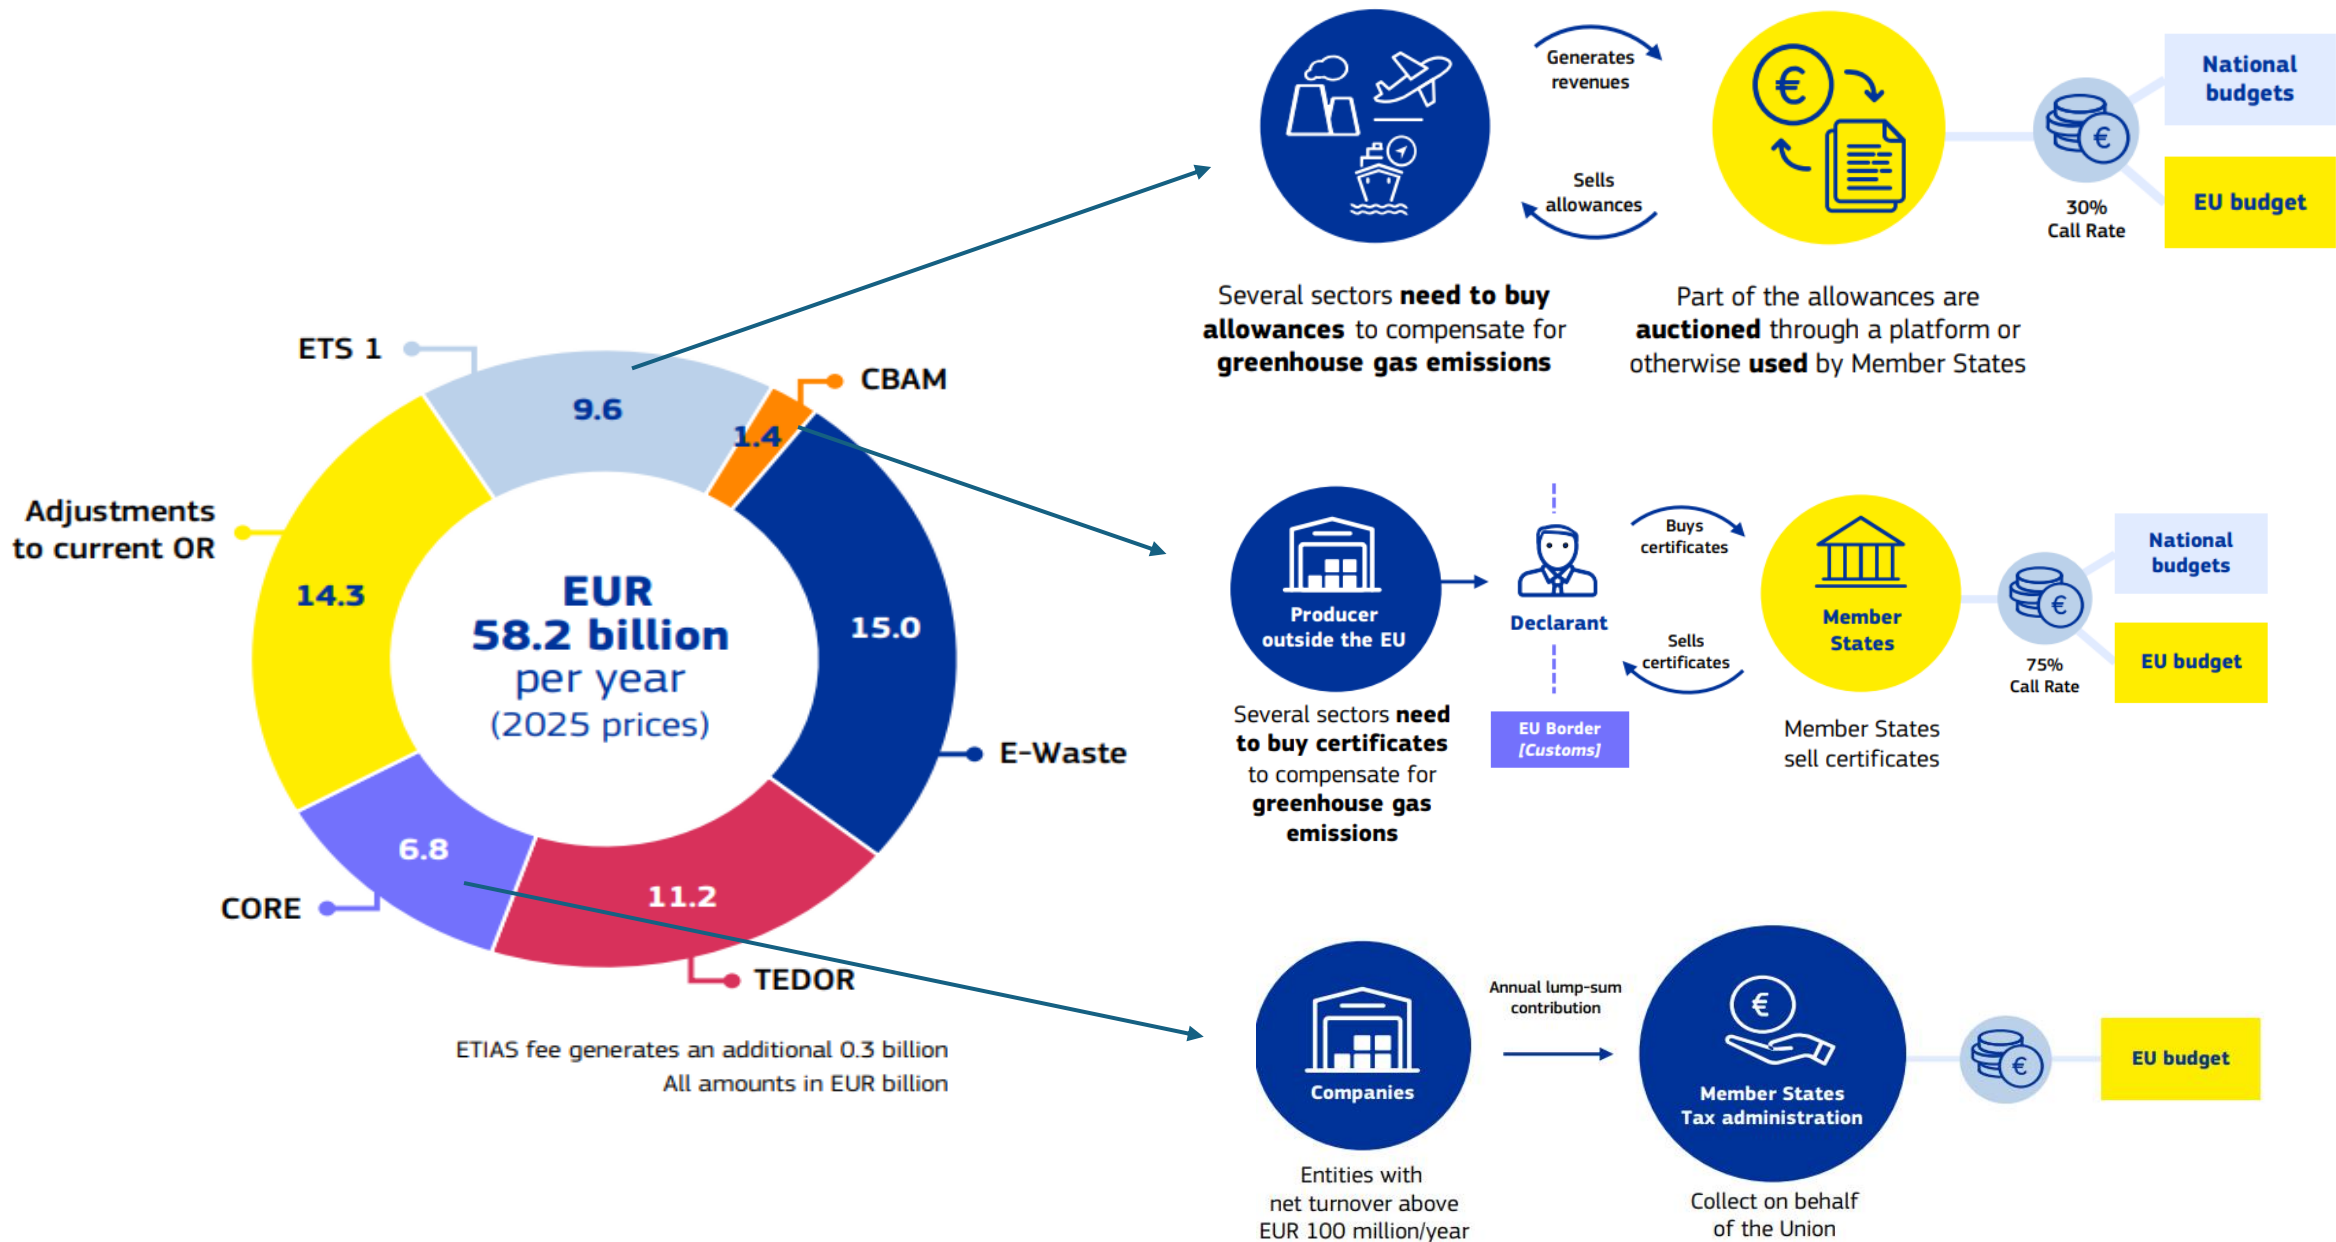 ETS 1
9.6
CBAM
1.4
Adjustments
to current OR
14.3
EUR
58.2 billion
per year
(2025 prices)
15.0
E-Waste
6.8
CORE
11.2
TEDOR
ETIAS fee generates an additional 0.3 billion
All amounts in EUR billion
Generates
revenues
Sells
allowances
€
€
30%
Call Rate
National
budgets
EU budget
Several sectors need to buy
allowances to compensate for
greenhouse gas emissions
Part of the allowances are
auctioned through a platform or
otherwise used by Member States
Producer
outside the EU
Several sectors need
to buy certificates
to compensate for
greenhouse gas
emissions
Declarant
EU Border
[Customs]
Buys
certificates
Sells
certificates
Member
States
Member States
sell certificates
€
75%
Call Rate
National
budgets
EU budget
Companies
Entities with
net turnover above
EUR 100 million/year
Annual lump-sum
contribution
€
Member States
Tax administration
Collect on behalf
of the Union
€
EU budget